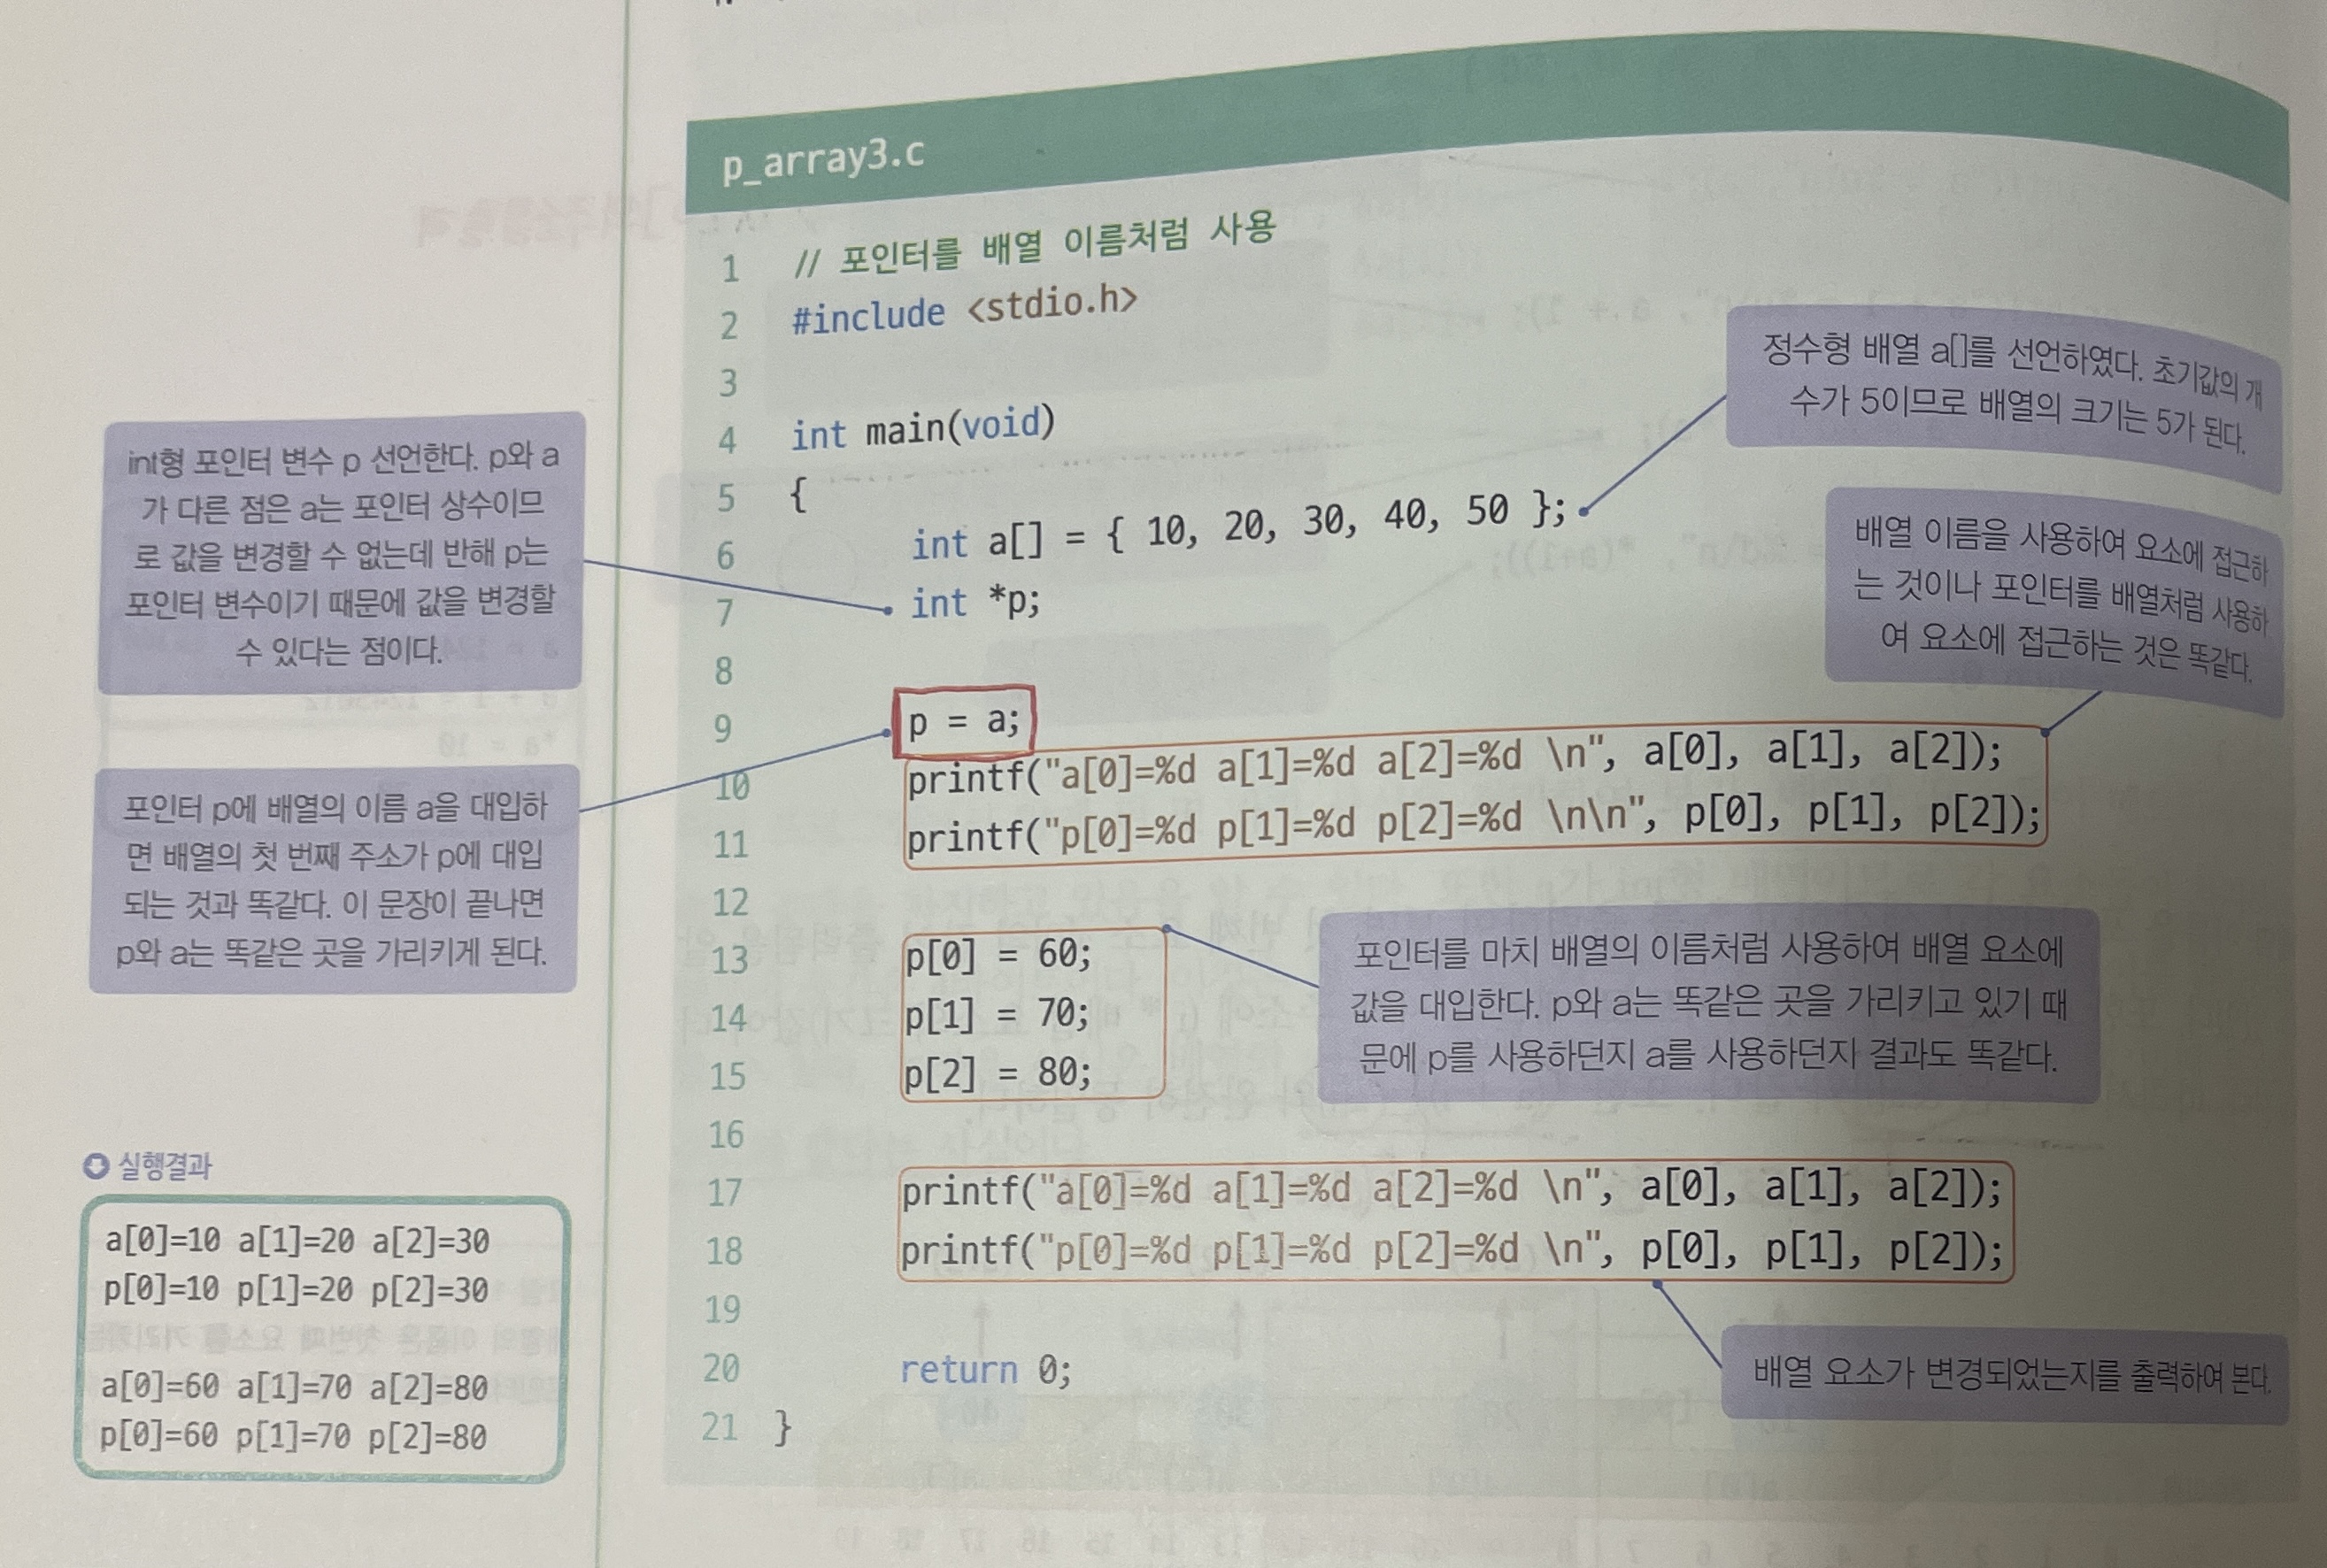 p_array3.c
1 // 포인터를 배열 이름처럼 사용
2 #include <stdio.h>
3
4 int main(void)
5 {
6 int a[] = { 10, 20, 30, 40, 50 };
7 int *p;
8
9 p = a;
10 printf("a[0]=%d a[1]=%d a[2]=%d \n", a[0], a[1], a[2]);
11 printf("p[0]=%d p[1]=%d p[2]=%d \n\n", p[0], p[1], p[2]);
12
13 p[0] = 60;
14 p[1] = 70;
15 p[2] = 80;
16
17 printf("a[0]=%d a[1]=%d a[2]=%d \n", a[0], a[1], a[2]);
18 printf("p[0]=%d p[1]=%d p[2]=%d \n", p[0], p[1], p[2]);
19
20 return 0;
21 }
정수형 배열 a[]를 선언하였다. 초기값의 개
수가 5이므로 배열의 크기는 5가 된다.
int형 포인터 변수 p 선언한다. p와 a
가 다른 점은 a는 포인터 상수이므
로 값을 변경할 수 없는데 반해 p는
포인터 변수이기 때문에 값을 변경할
수 있다는 점이다.
배열 이름을 사용하여 요소에 접근하
는 것이나 포인터를 배열처럼 사용하
여 요소에 접근하는 것은 똑같다.
포인터 p에 배열의 이름 a을 대입하
면 배열의 첫 번째 주소가 p에 대입
되는 것과 똑같다. 이 문장이 끝나면
p와 a는 똑같은 곳을 가리키게 된다.
포인터를 마치 배열의 이름처럼 사용하여 배열 요소에
값을 대입한다. p와 a는 똑같은 곳을 가리키고 있기 때
문에 p를 사용하던지 a를 사용하던지 결과도 똑같다.
배열 요소가 변경되었는지를 출력하여 본다.
실행결과
a[0]=10 a[1]=20 a[2]=30
p[0]=10 p[1]=20 p[2]=30
a[0]=60 a[1]=70 a[2]=80
p[0]=60 p[1]=70 p[2]=80